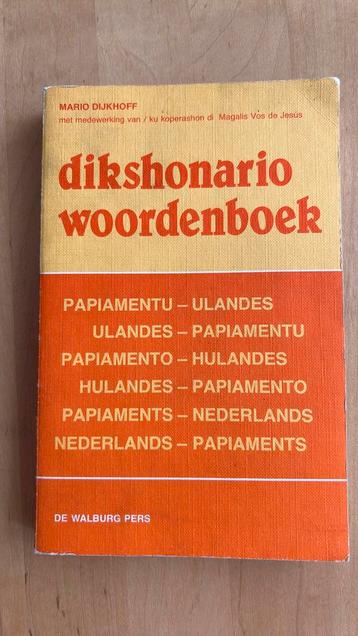 MARIO DIJKHOFF
met medewerking van / ku koperashon di Magalis Vos de Jesús
dikshonario
woordenboek
PAPIAMENTU – ULANDES
ULANDES – PAPIAMENTU
PAPIAMENTO – HULANDES
HULANDES – PAPIAMENTO
PAPIAMENTS – NEDERLANDS
NEDERLANDS – PAPIAMENTS
DE WALBURG PERS